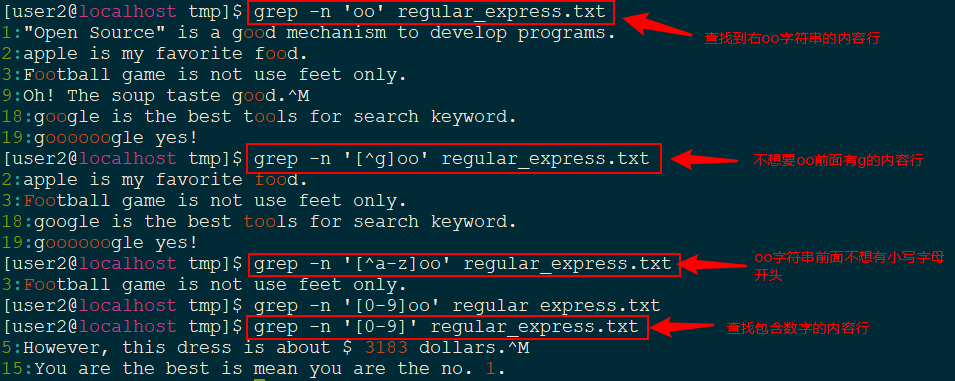 [user2@localhost tmp]$ grep -n 'oo' regular_express.txt
查找到右oo字符串的内容行
1:"Open Source" is a good mechanism to develop programs.
2:apple is my favorite food.
3:Football game is not use feet only.
9:Oh! The soup taste good.^M
18:google is the best tools for search keyword.
19:goooooogle yes!
[user2@localhost tmp]$ grep -n '[^g]oo' regular_express.txt
不想要oo前面有g的内容行
2:apple is my favorite food.
3:Football game is not use feet only.
18:google is the best tools for search keyword.
19:goooooogle yes!
[user2@localhost tmp]$ grep -n '[^a-z]oo' regular_express.txt
oo字符串前面不想有小写字母
开头
3:Football game is not use feet only.
[user2@localhost tmp]$ grep -n '[0-9]oo' regular express.txt
[user2@localhost tmp]$ grep -n '[0-9]' regular_express.txt
查找包含数字的内容行
5:However, this dress is about $ 3183 dollars.^M
15:You are the best is mean you are the no. 1.